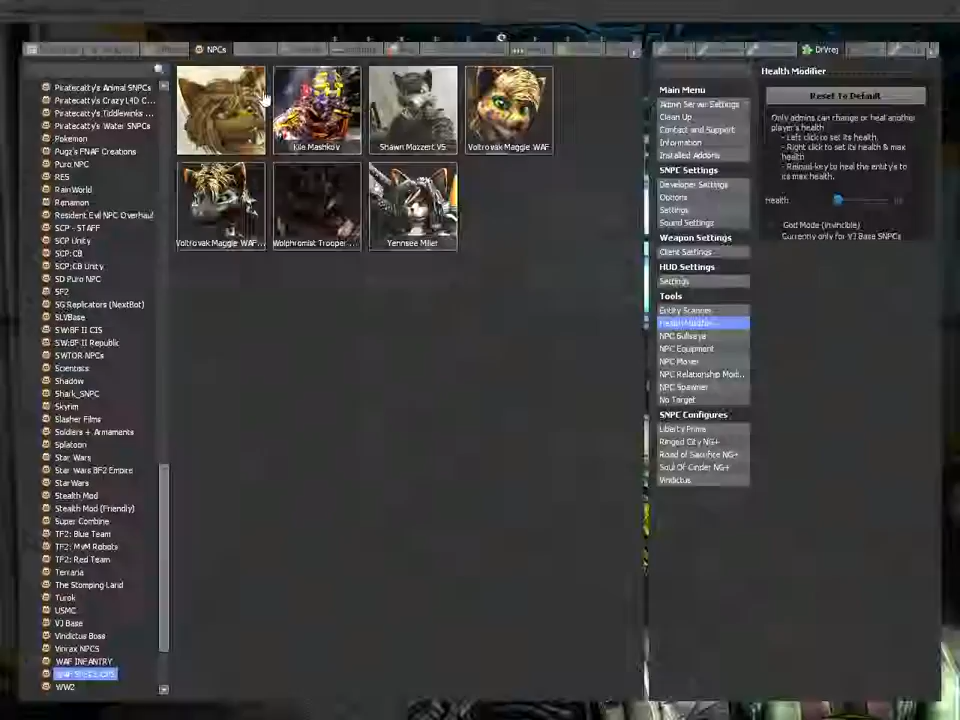 NPCs
DrVrej
Piratecatty's Animal SNPCs
Piratecatty's Crazy L4D C...
Piratecatty's Tiddlewinks ...
Piratecatty's Water SNPCs
Pokemon
Pugz's FNAF Creations
Puro NPC
RES
RainWorld
Renamon
Resident Evil NPC Overhaul
SCP - STAFF
SCP Unity
SCP:CB
SCP:CB Unity
SD Puro NPC
SF2
SG Replicators (NextBot)
SLVBase
SW:BF II CIS
SW:BF II Republic
SWTOR NPCs
Scientists
Shadow
Shark_SNPC
Skyrim
Slasher Films
Soldiers + Armaments
Splatoon
Star Wars
Star Wars BF2 Empire
StarWars
Stealth Mod
Stealth Mod (Friendly)
Super Combine
TF2: Blue Team
TF2: MvM Robots
TF2: Red Team
Terraria
The Stomping Land
Turok
USMC
VJ Base
Vindictus Boss
WAF INFANTRY
WW2
Kile Mashkov
Shawn Mozzert V5
Voltrovak Maggie WAF
Voltrovak Maggie WAF...
Wolphromist Trooper ...
Yennsee Miler
Main Menu
Admin Server Settings
Clean Up
Contact and Support
Information
Installed Addons
SNPC Settings
Developer Settings
Options
Settings
Sound Settings
Weapon Settings
Client Settings
HUD Settings
Settings
Tools
Entity Scanner
Health Modifier
NPC Bullseye
NPC Equipment
NPC Mover
NPC Relationship Mod...
NPC Spawner
No Target
SNPC Configures
Liberty Prime
Ringed City NG+
Road of Sacrifice NG+
Soul Of Cinder NG+
Vindictus
Health Modifier
Reset To Default
Only admins can change or heal another
player's health
- Left click to set its health
- Right click to set its health & max
health
- Reload-key to heal the entity's to
its max health.
Health
God Mode (Invincible)
Currently only for VJ Base SNPCs